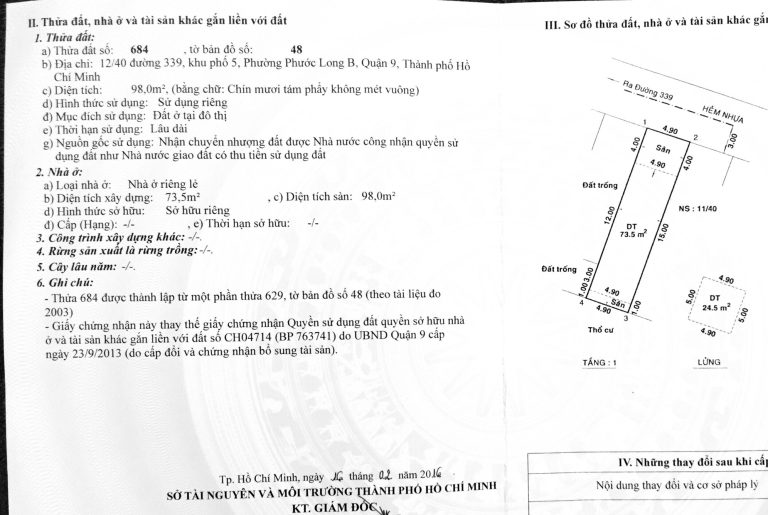 II. Thửa đất, nhà ở và tài sản khác gắn liền với đất
1. Thửa đất:
a) Thửa đất số: 684 , tờ bản đồ số: 48
b) Địa chỉ: 12/40 đường 339, khu phố 5, Phường Phước Long B, Quận 9, Thành phố Hồ
Chí Minh
c) Diện tích: 98,0m², (bằng chữ: Chín mươi tám phẩy không mét vuông)
d) Hình thức sử dụng: Sử dụng riêng
đ) Mục đích sử dụng: Đất ở tại đô thị
e) Thời hạn sử dụng: Lâu dài
g) Nguồn gốc sử dụng: Nhận chuyển nhượng đất được Nhà nước công nhận quyền sử
dụng đất như Nhà nước giao đất có thu tiền sử dụng đất
2. Nhà ở:
a) Loại nhà ở: Nhà ở riêng lẻ
b) Diện tích xây dựng: 73,5m² , c) Diện tích sàn: 98,0m²
d) Hình thức sở hữu: Sở hữu riêng
đ) Cấp (Hạng): -/- , e) Thời hạn sở hữu: -/-
3. Công trình xây dựng khác: -/-.
4. Rừng sản xuất là rừng trồng: -/-.
5. Cây lâu năm: -/-.
6. Ghi chú:
- Thửa 684 được thành lập từ một phần thửa 629, tờ bản đồ số 48 (theo tài liệu đo
2003)
- Giấy chứng nhận này thay thế giấy chứng nhận Quyền sử dụng đất quyền sở hữu nhà
ở và tài sản khác gắn liền với đất số CH04714 (BP 763741) do UBND Quận 9 cấp
ngày 23/9/2013 (do cấp đổi và chứng nhận bổ sung tài sản).
Tp. Hồ Chí Minh, ngày 16 tháng 02 năm 2016
SỞ TÀI NGUYÊN VÀ MÔI TRƯỜNG THÀNH PHỐ HỒ CHÍ MINH
KT. GIÁM ĐỐC
III. Sơ đồ thửa đất, nhà ở và tài sản khác gắn
Ra Đường 339
HẺM NHỰA
3.00
1
4.90
2
4.00
Sân
4.00
4.90
Đất trống
NS : 11/40
12.00
DT
73.5 m²
15.00
Đất trống
3.00
4.90
1.00
Sân
1.00
4
4.90
3
Thổ cư
4.90
5.00
DT
24.5 m²
5.00
4.90
TẦNG : 1
LỬNG
IV. Những thay đổi sau khi cấp
Nội dung thay đổi và cơ sở pháp lý